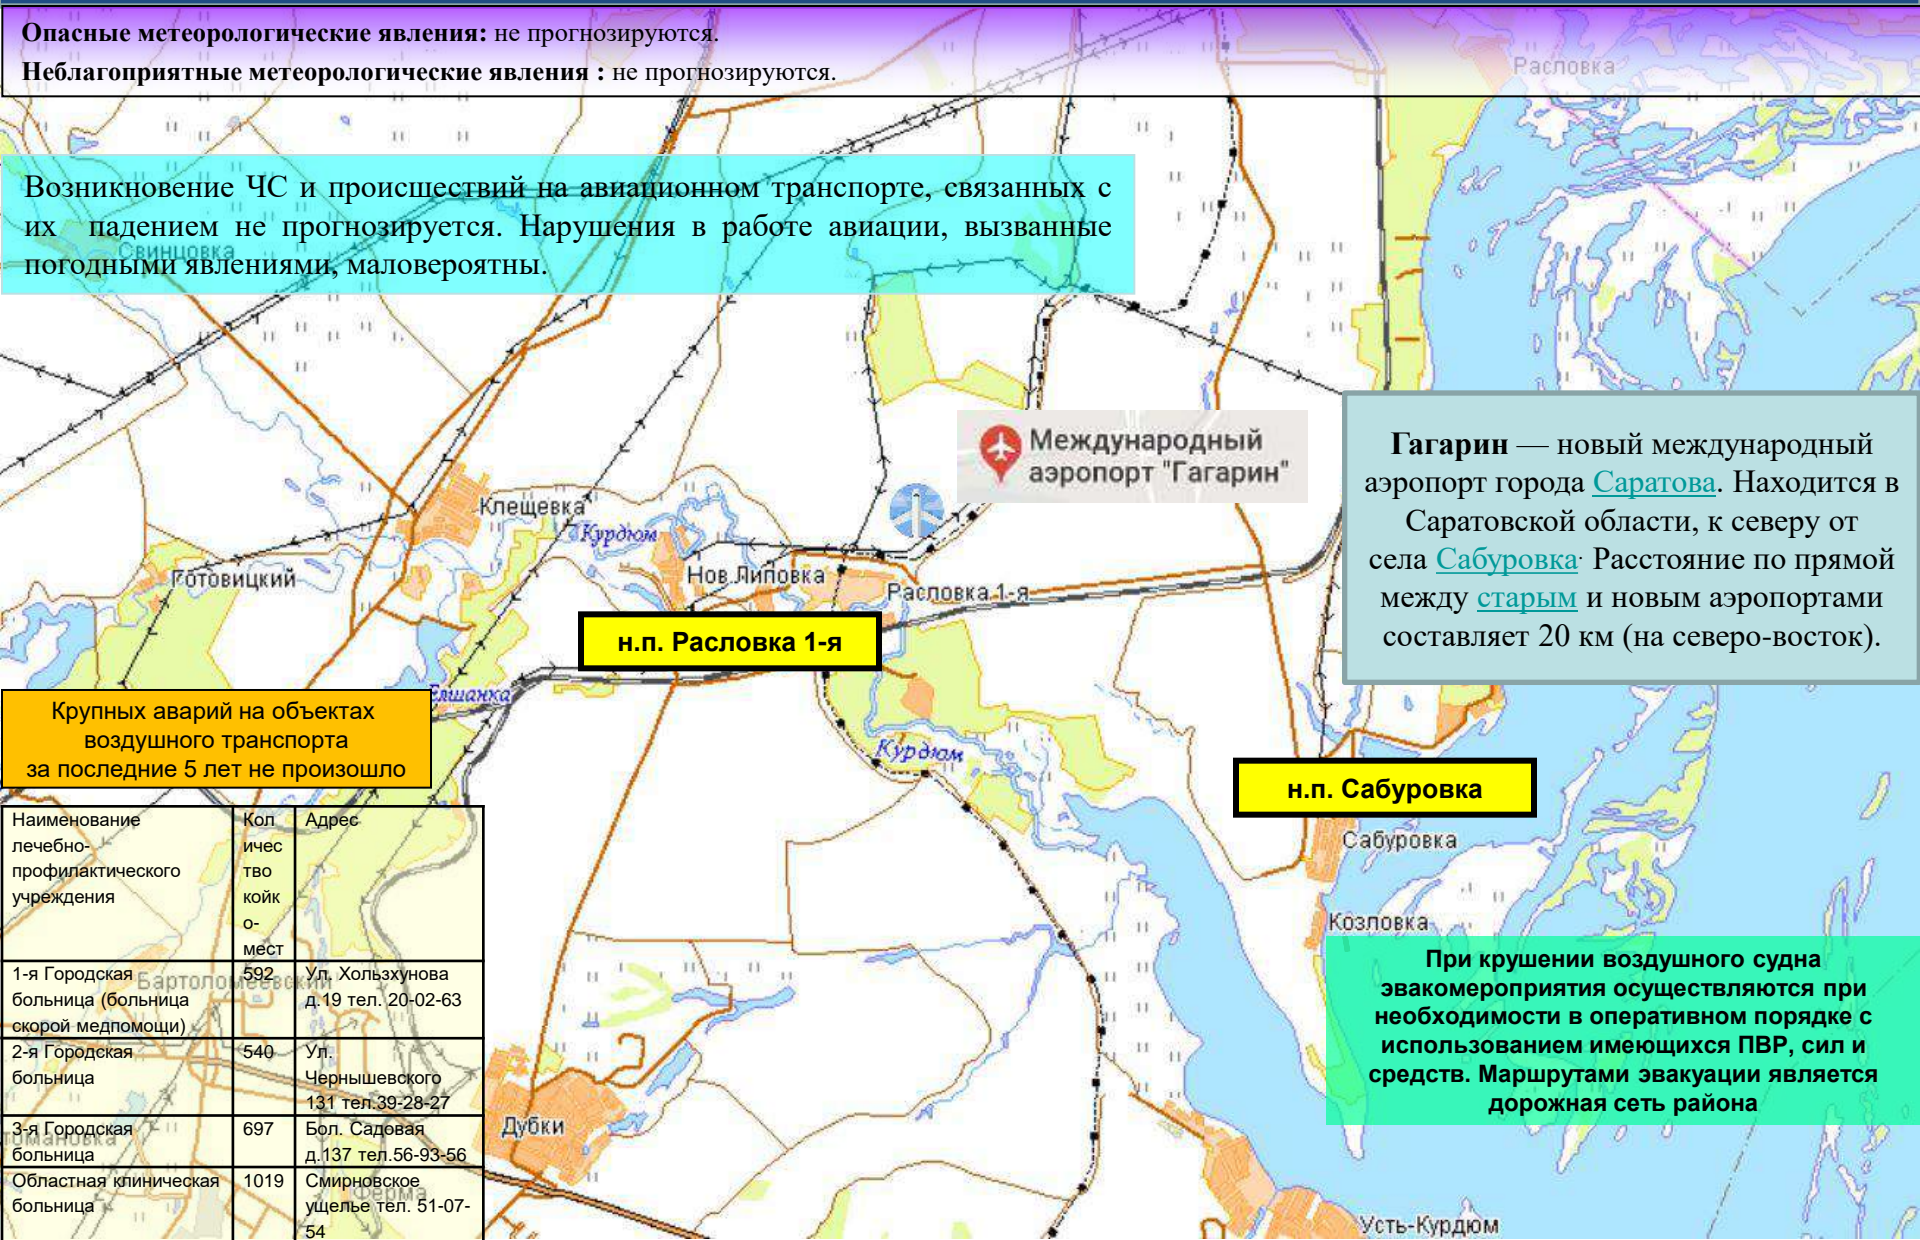 Опасные метеорологические явления: не прогнозируются.
Неблагоприятные метеорологические явления : не прогнозируются.
Расловка
Возникновение ЧС и происшествий на авиационном транспорте, связанных с
их падением не прогнозируется. Нарушения в работе авиации, вызванные
погодными явлениями, маловероятны.
Свинцовка
Международный
аэропорт "Гагарин"
Гагарин — новый международный
аэропорт города Саратова. Находится в
Саратовской области, к северу от
села Сабуровка. Расстояние по прямой
между старым и новым аэропортами
составляет 20 км (на северо-восток).
Клещевка
Курдюм
Готовицкий
Нов.Липовка
Расловка 1-я
н.п. Расловка 1-я
Елшанка
Крупных аварий на объектах
воздушного транспорта
за последние 5 лет не произошло
Курдюм
н.п. Сабуровка
Сабуровка
Козловка
Наименование
лечебно-
профилактического
учреждения
Кол
ичес
тво
койк
о-
мест
Адрес
1-я Городская
больница (больница
скорой медпомощи)
592
Ул. Хользхунова
д.19 тел. 20-02-63
Бартоломеевский
2-я Городская
больница
540
Ул.
Чернышевского
131 тел.39-28-27
3-я Городская
больница
697
Бол. Садовая
д.137 тел.56-93-56
Областная клиническая
больница
1019
Смирновское
ущелье тел. 51-07-
54
Ферма
Дубки
При крушении воздушного судна
эвакомероприятия осуществляются при
необходимости в оперативном порядке с
использованием имеющихся ПВР, сил и
средств. Маршрутами эвакуации является
дорожная сеть района
Усть-Курдюм